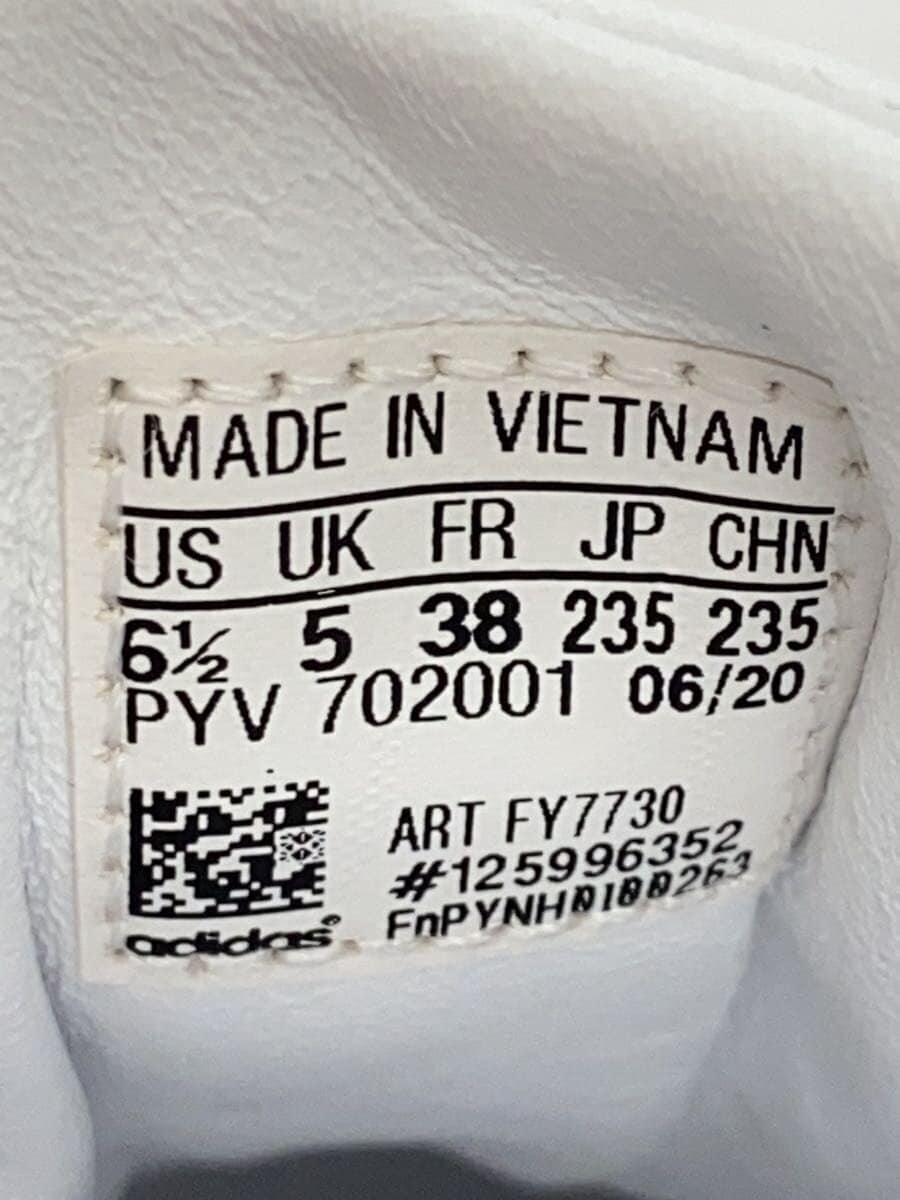 MADE IN VIETNAM
US UK FR JP CHN
6½ 5 38 235 235
PYV 702001 06/20
ART FY7730
#125996352
FnPYNH0I00263
adidas®